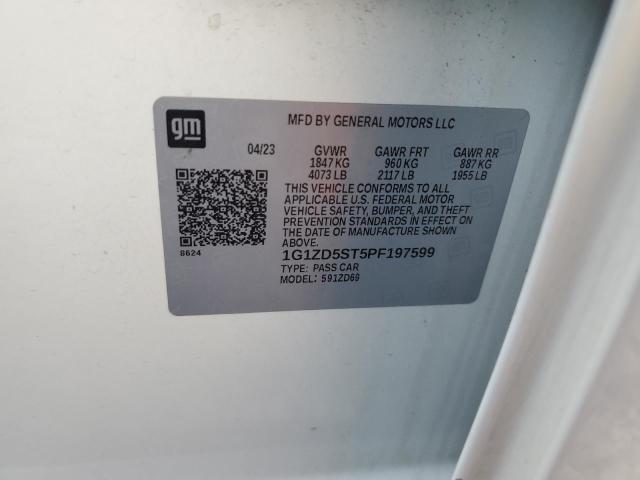 gm
MFD BY GENERAL MOTORS LLC
04/23 GVWR GAWR FRT GAWR RR
1847 KG 960 KG 887 KG
4073 LB 2117 LB 1955 LB
THIS VEHICLE CONFORMS TO ALL
APPLICABLE U.S. FEDERAL MOTOR
VEHICLE SAFETY, BUMPER, AND THEFT
PREVENTION STANDARDS IN EFFECT ON
THE DATE OF MANUFACTURE SHOWN
ABOVE.
8624
1G1ZD5ST5PF197599
TYPE: PASS CAR
MODEL: 591ZD69